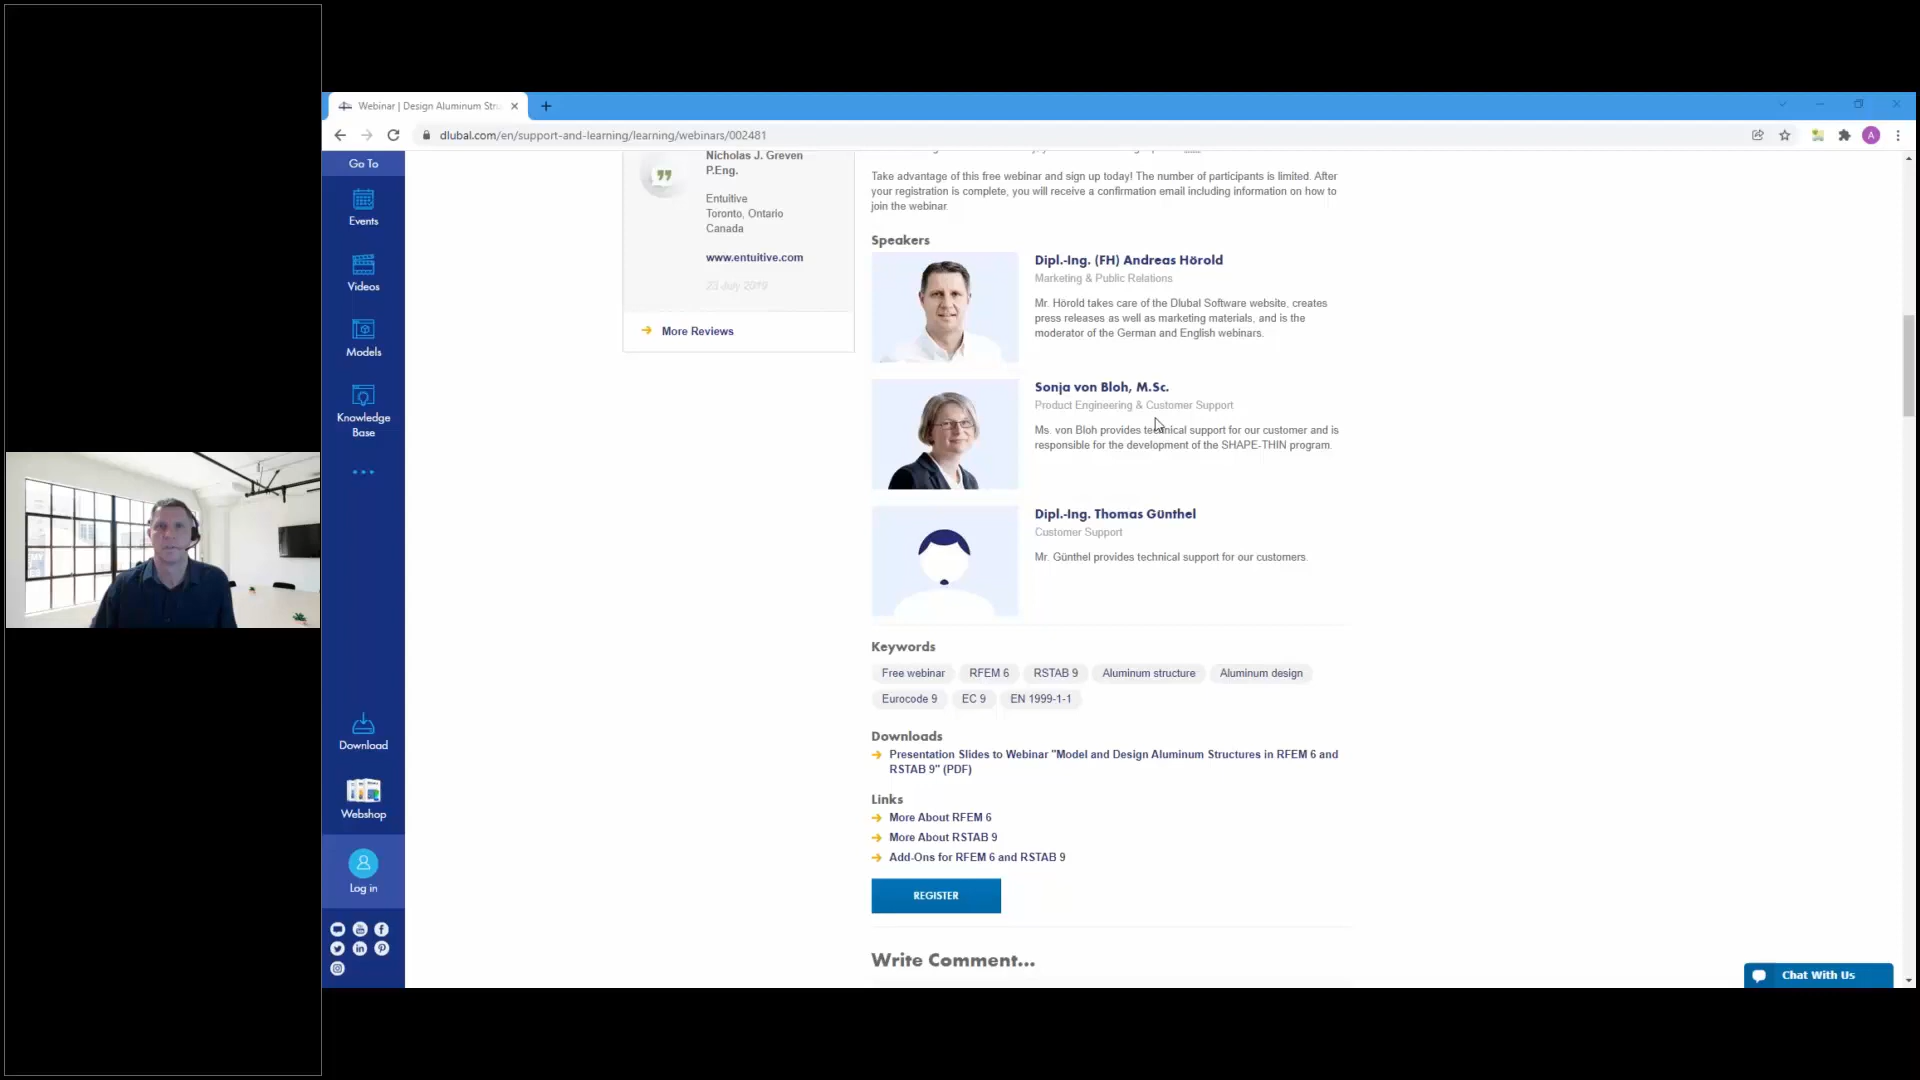 Webinar | Design Aluminum Stru
dlubal.com/en/support-and-learning/learning/webinars/002481
A
Go To
Events
Videos
Models
Knowledge
Base
Download
Webshop
Log in
Nicholas J. Greven
P.Eng.
Entuitive
Toronto, Ontario
Canada
www.entuitive.com
23 July 2019
More Reviews
Take advantage of this free webinar and sign up today! The number of participants is limited. After
your registration is complete, you will receive a confirmation email including information on how to
join the webinar.
Speakers
Dipl.-Ing. (FH) Andreas Hörold
Marketing & Public Relations
Mr. Hörold takes care of the Dlubal Software website, creates
press releases as well as marketing materials, and is the
moderator of the German and English webinars.
Sonja von Bloh, M.Sc.
Product Engineering & Customer Support
Ms. von Bloh provides technical support for our customer and is
responsible for the development of the SHAPE-THIN program.
Dipl.-Ing. Thomas Günthel
Customer Support
Mr. Günthel provides technical support for our customers.
Keywords
Free webinar RFEM 6 RSTAB 9 Aluminum structure Aluminum design
Eurocode 9 EC 9 EN 1999-1-1
Downloads
Presentation Slides to Webinar "Model and Design Aluminum Structures in RFEM 6 and
RSTAB 9" (PDF)
Links
More About RFEM 6
More About RSTAB 9
Add-Ons for RFEM 6 and RSTAB 9
REGISTER
Write Comment...
Chat With Us